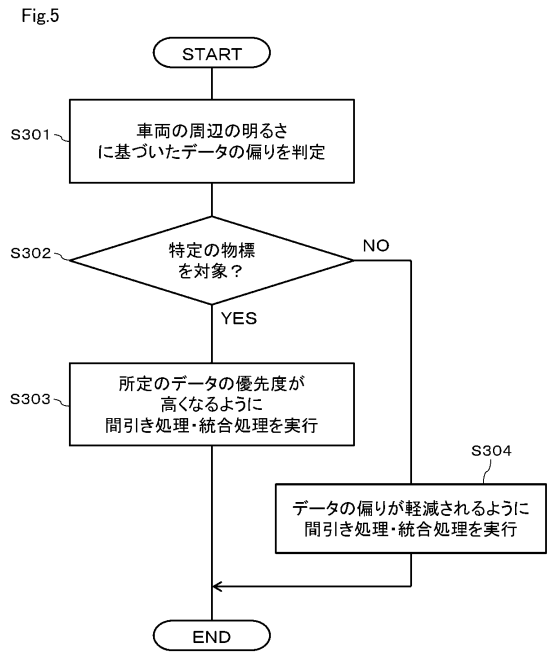 Fig.5
START
S301
車両の周辺の明るさ
に基づいたデータの偏りを判定
S302
特定の物標
を対象？
NO
YES
S303
所定のデータの優先度が
高くなるように
間引き処理・統合処理を実行
S304
データの偏りが軽減されるように
間引き処理・統合処理を実行
END